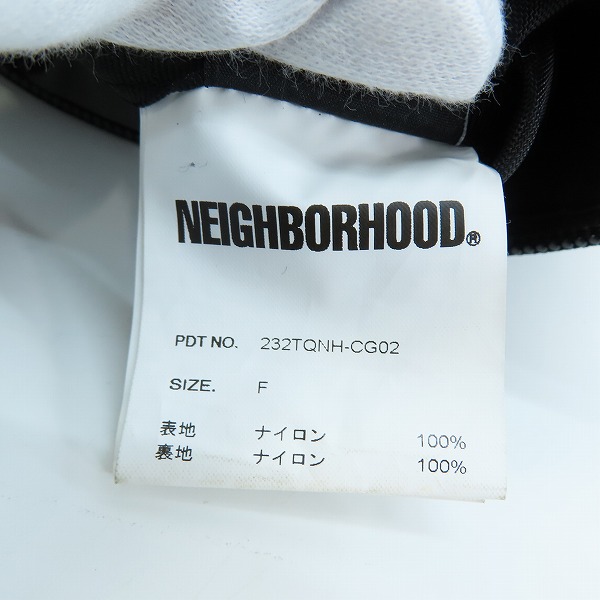 NEIGHBORHOOD®
PDT NO. 232TQNH-CG02
SIZE. F
表地 ナイロン 100%
裏地 ナイロン 100%